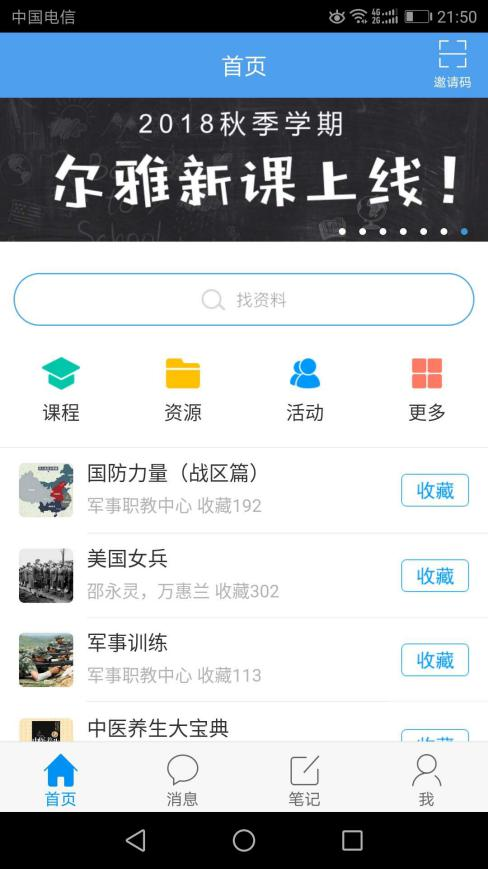 中国电信
4G
2G
21:50
首页
邀请码
2018秋季学期
尔雅新课上线！
School
找资料
课程
资源
活动
更多
国防力量（战区篇）
军事职教中心 收藏192
收藏
美国女兵
邵永灵，万惠兰 收藏302
收藏
军事训练
军事职教中心 收藏113
收藏
中医养生大宝典
收藏
首页
消息
笔记
我